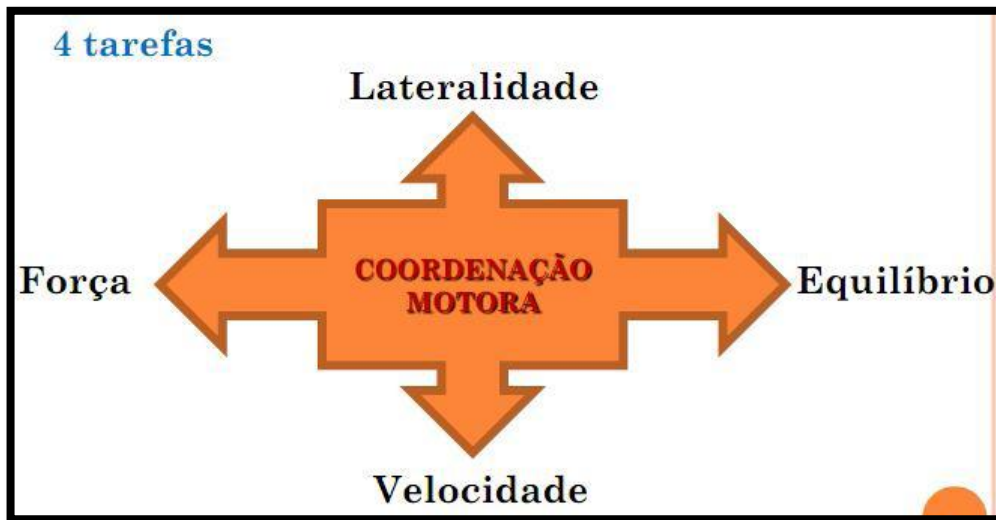 4 tarefas
Lateralidade
Força
COORDENAÇÃO
MOTORA
Equilíbrio
Velocidade